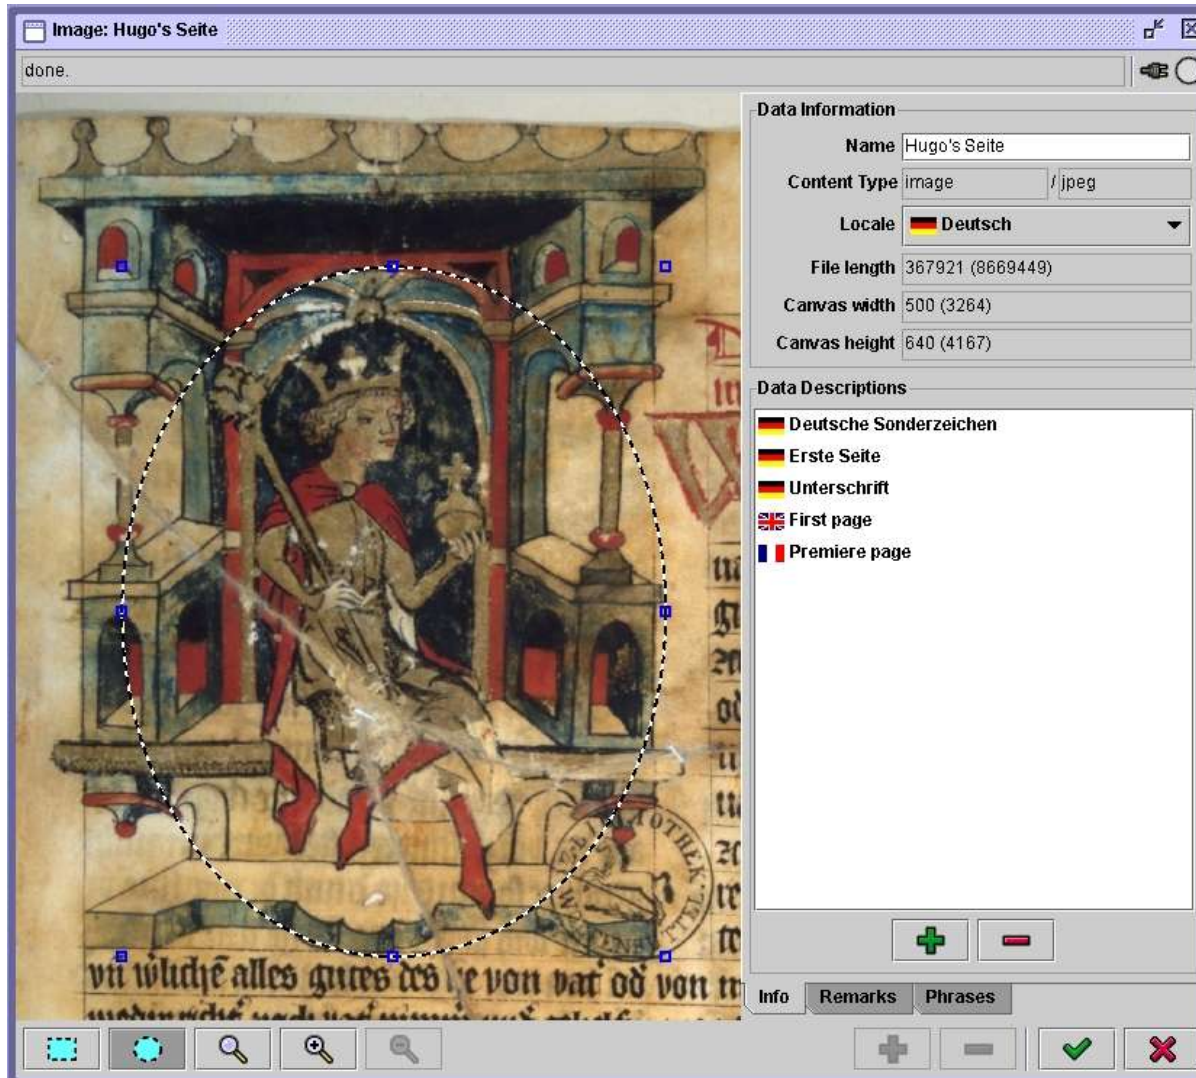 Image: Hugo's Seite
done.
Data Information
Name Hugo's Seite
Content Type image / jpeg
Locale Deutsch
File length 367921 (8669449)
Canvas width 500 (3264)
Canvas height 640 (4167)
Data Descriptions
Deutsche Sonderzeichen
Erste Seite
Unterschrift
First page
Premiere page
Info Remarks Phrases
alles gutes des von vat od von